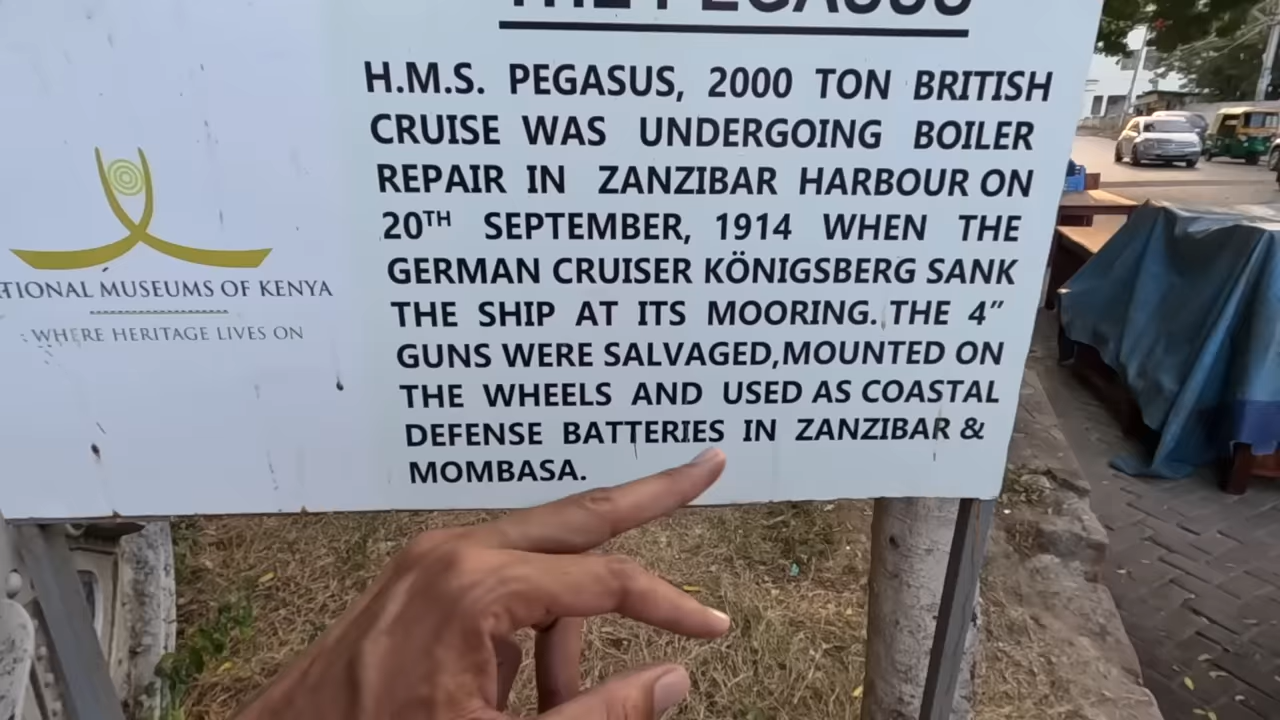 THE PEGASUS
H.M.S. PEGASUS, 2000 TON BRITISH
CRUISE WAS UNDERGOING BOILER
REPAIR IN ZANZIBAR HARBOUR ON
20TH SEPTEMBER, 1914 WHEN THE
GERMAN CRUISER KÖNIGSBERG SANK
THE SHIP AT ITS MOORING. THE 4"
GUNS WERE SALVAGED,MOUNTED ON
THE WHEELS AND USED AS COASTAL
DEFENSE BATTERIES IN ZANZIBAR &
MOMBASA.
TIONAL MUSEUMS OF KENYA
WHERE HERITAGE LIVES ON